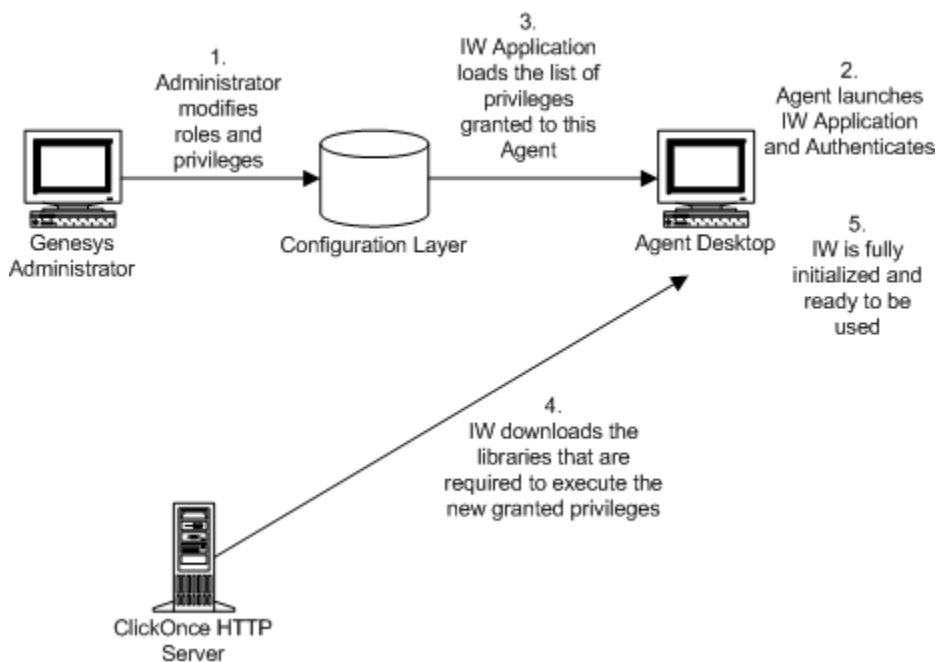 1.
Administrator
modifies
roles and
privileges
3.
IW Application
loads the list of
privileges
granted to this
Agent
2.
Agent launches
IW Application
and Authenticates
Genesys
Administrator
Configuration Layer
Agent Desktop
5.
IW is fully
initialized and
ready to be
used
4.
IW downloads the
libraries that are
required to execute the
new granted privileges
ClickOnce HTTP
Server